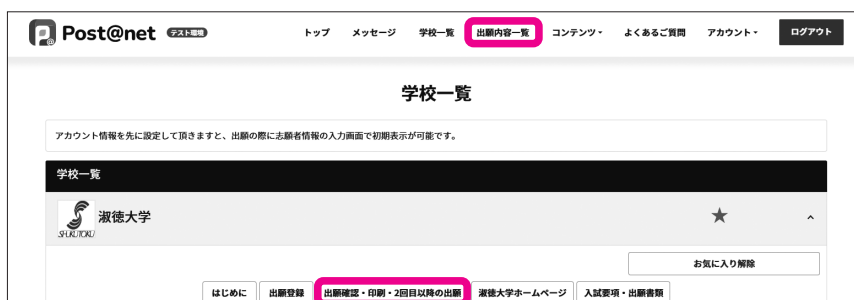 Post@net テスト環境 トップ メッセージ 学校一覧 出願内容一覧 コンテンツ よくあるご質問 アカウント ログアウト
学校一覧
アカウント情報を先に設定して頂きますと、出願の際に志願者情報の入力画面で初期表示が可能です。
学校一覧
SHUKUTOKU 淑徳大学
お気に入り解除
はじめに 出願登録 出願確認・印刷・2回目以降の出願 淑徳大学ホームページ 入試要項・出願書類